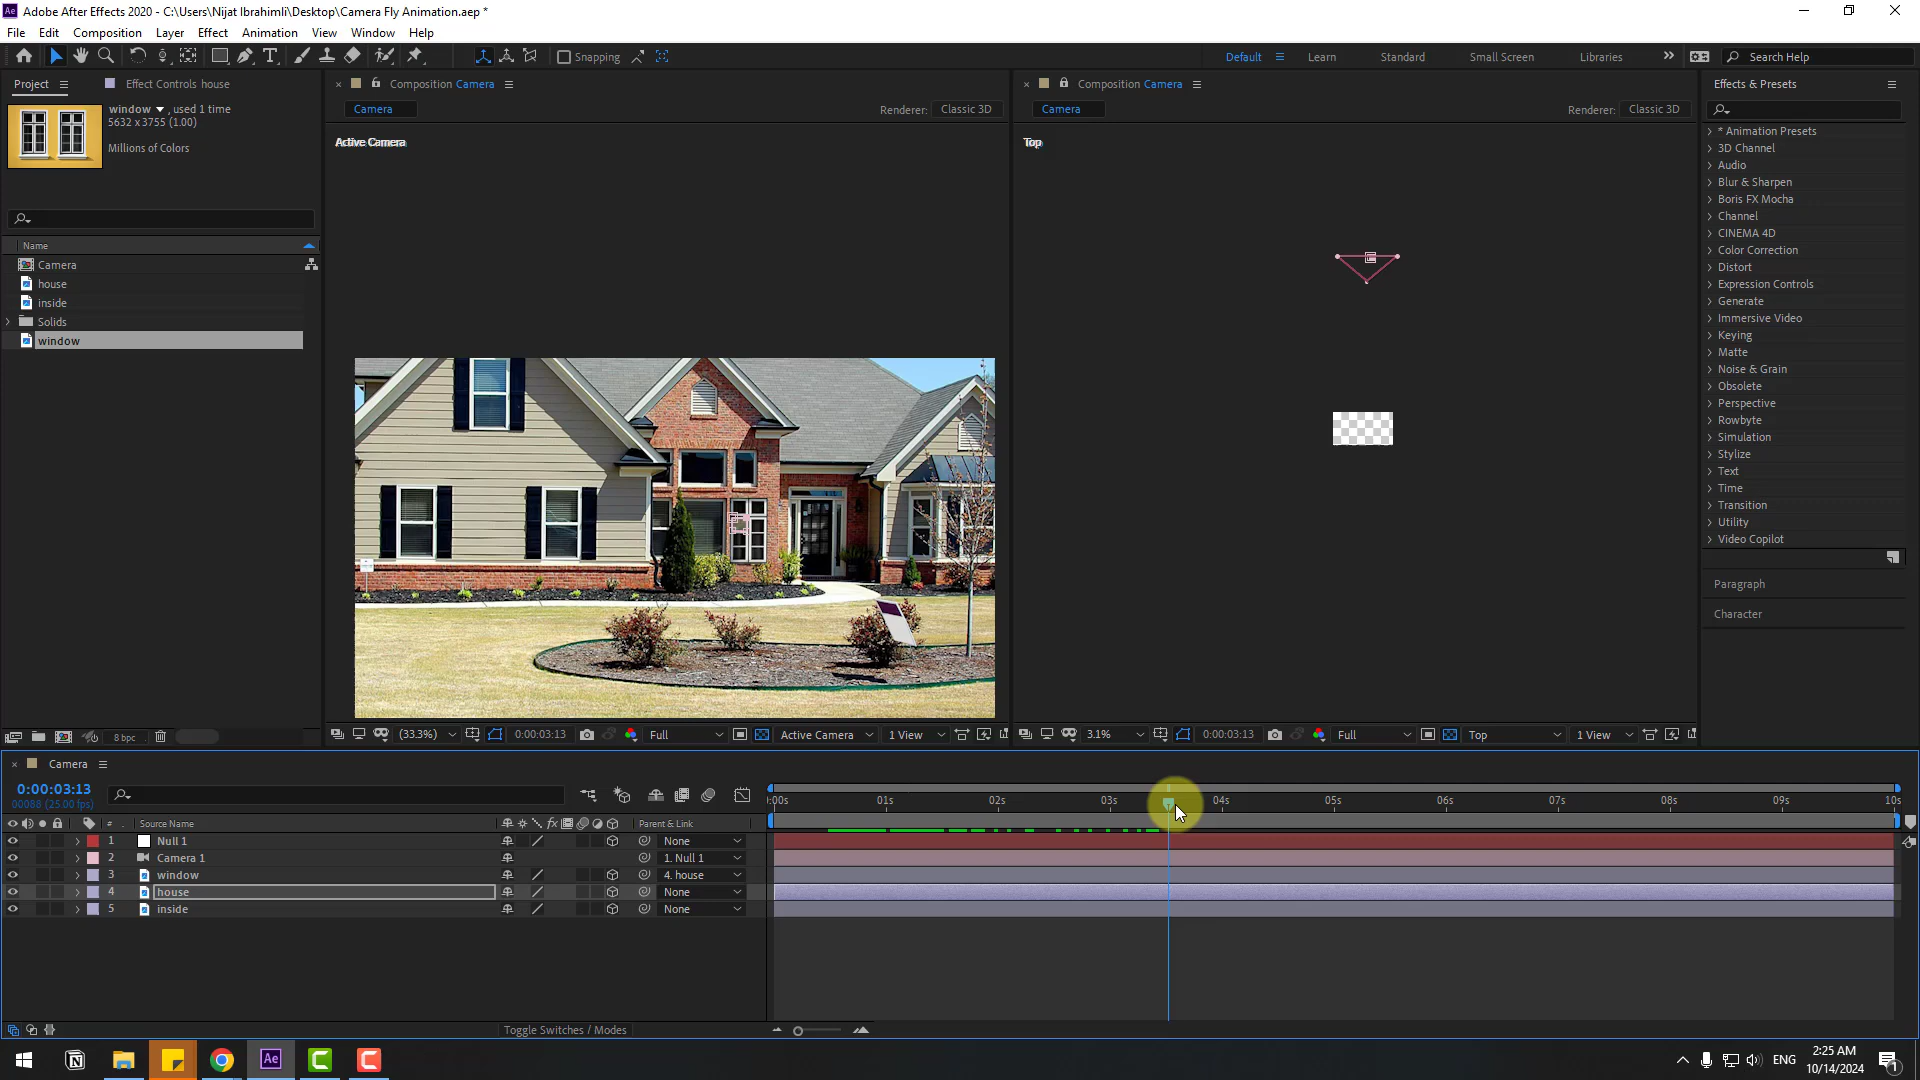 Adobe After Effects 2020 - C:\Users\Nijat Ibrahimli\Desktop\Camera Fly Animation.aep *
File Edit Composition Layer Effect Animation View Window Help
Snapping
Default Learn Standard Small Screen Libraries Search Help
Project Effect Controls house
window , used 1 time
5632 x 3755 (1.00)
Millions of Colors
Name
Camera
house
inside
Solids
window
8 bpc
Composition Camera
Camera
Renderer: Classic 3D
Active Camera
(33.3%) 0:00:03:13 Full Active Camera 1 View
Composition Camera
Camera
Renderer: Classic 3D
Top
3.1% 0:00:03:13 Full Top 1 View
Effects & Presets
* Animation Presets
3D Channel
Audio
Blur & Sharpen
Boris FX Mocha
Channel
CINEMA 4D
Color Correction
Distort
Expression Controls
Generate
Immersive Video
Keying
Matte
Noise & Grain
Obsolete
Perspective
Rowbyte
Simulation
Stylize
Text
Time
Transition
Utility
Video Copilot
Paragraph
Character
Camera
0:00:03:13
00088 (25.00 fps)
:00s 01s 02s 03s 04s 05s 06s 07s 08s 09s 10s
# Source Name Parent & Link
1 Null 1 None
2 Camera 1 1. Null 1
3 window 4. house
4 house None
5 inside None
Toggle Switches / Modes
ENG
2:25 AM
10/14/2024
1